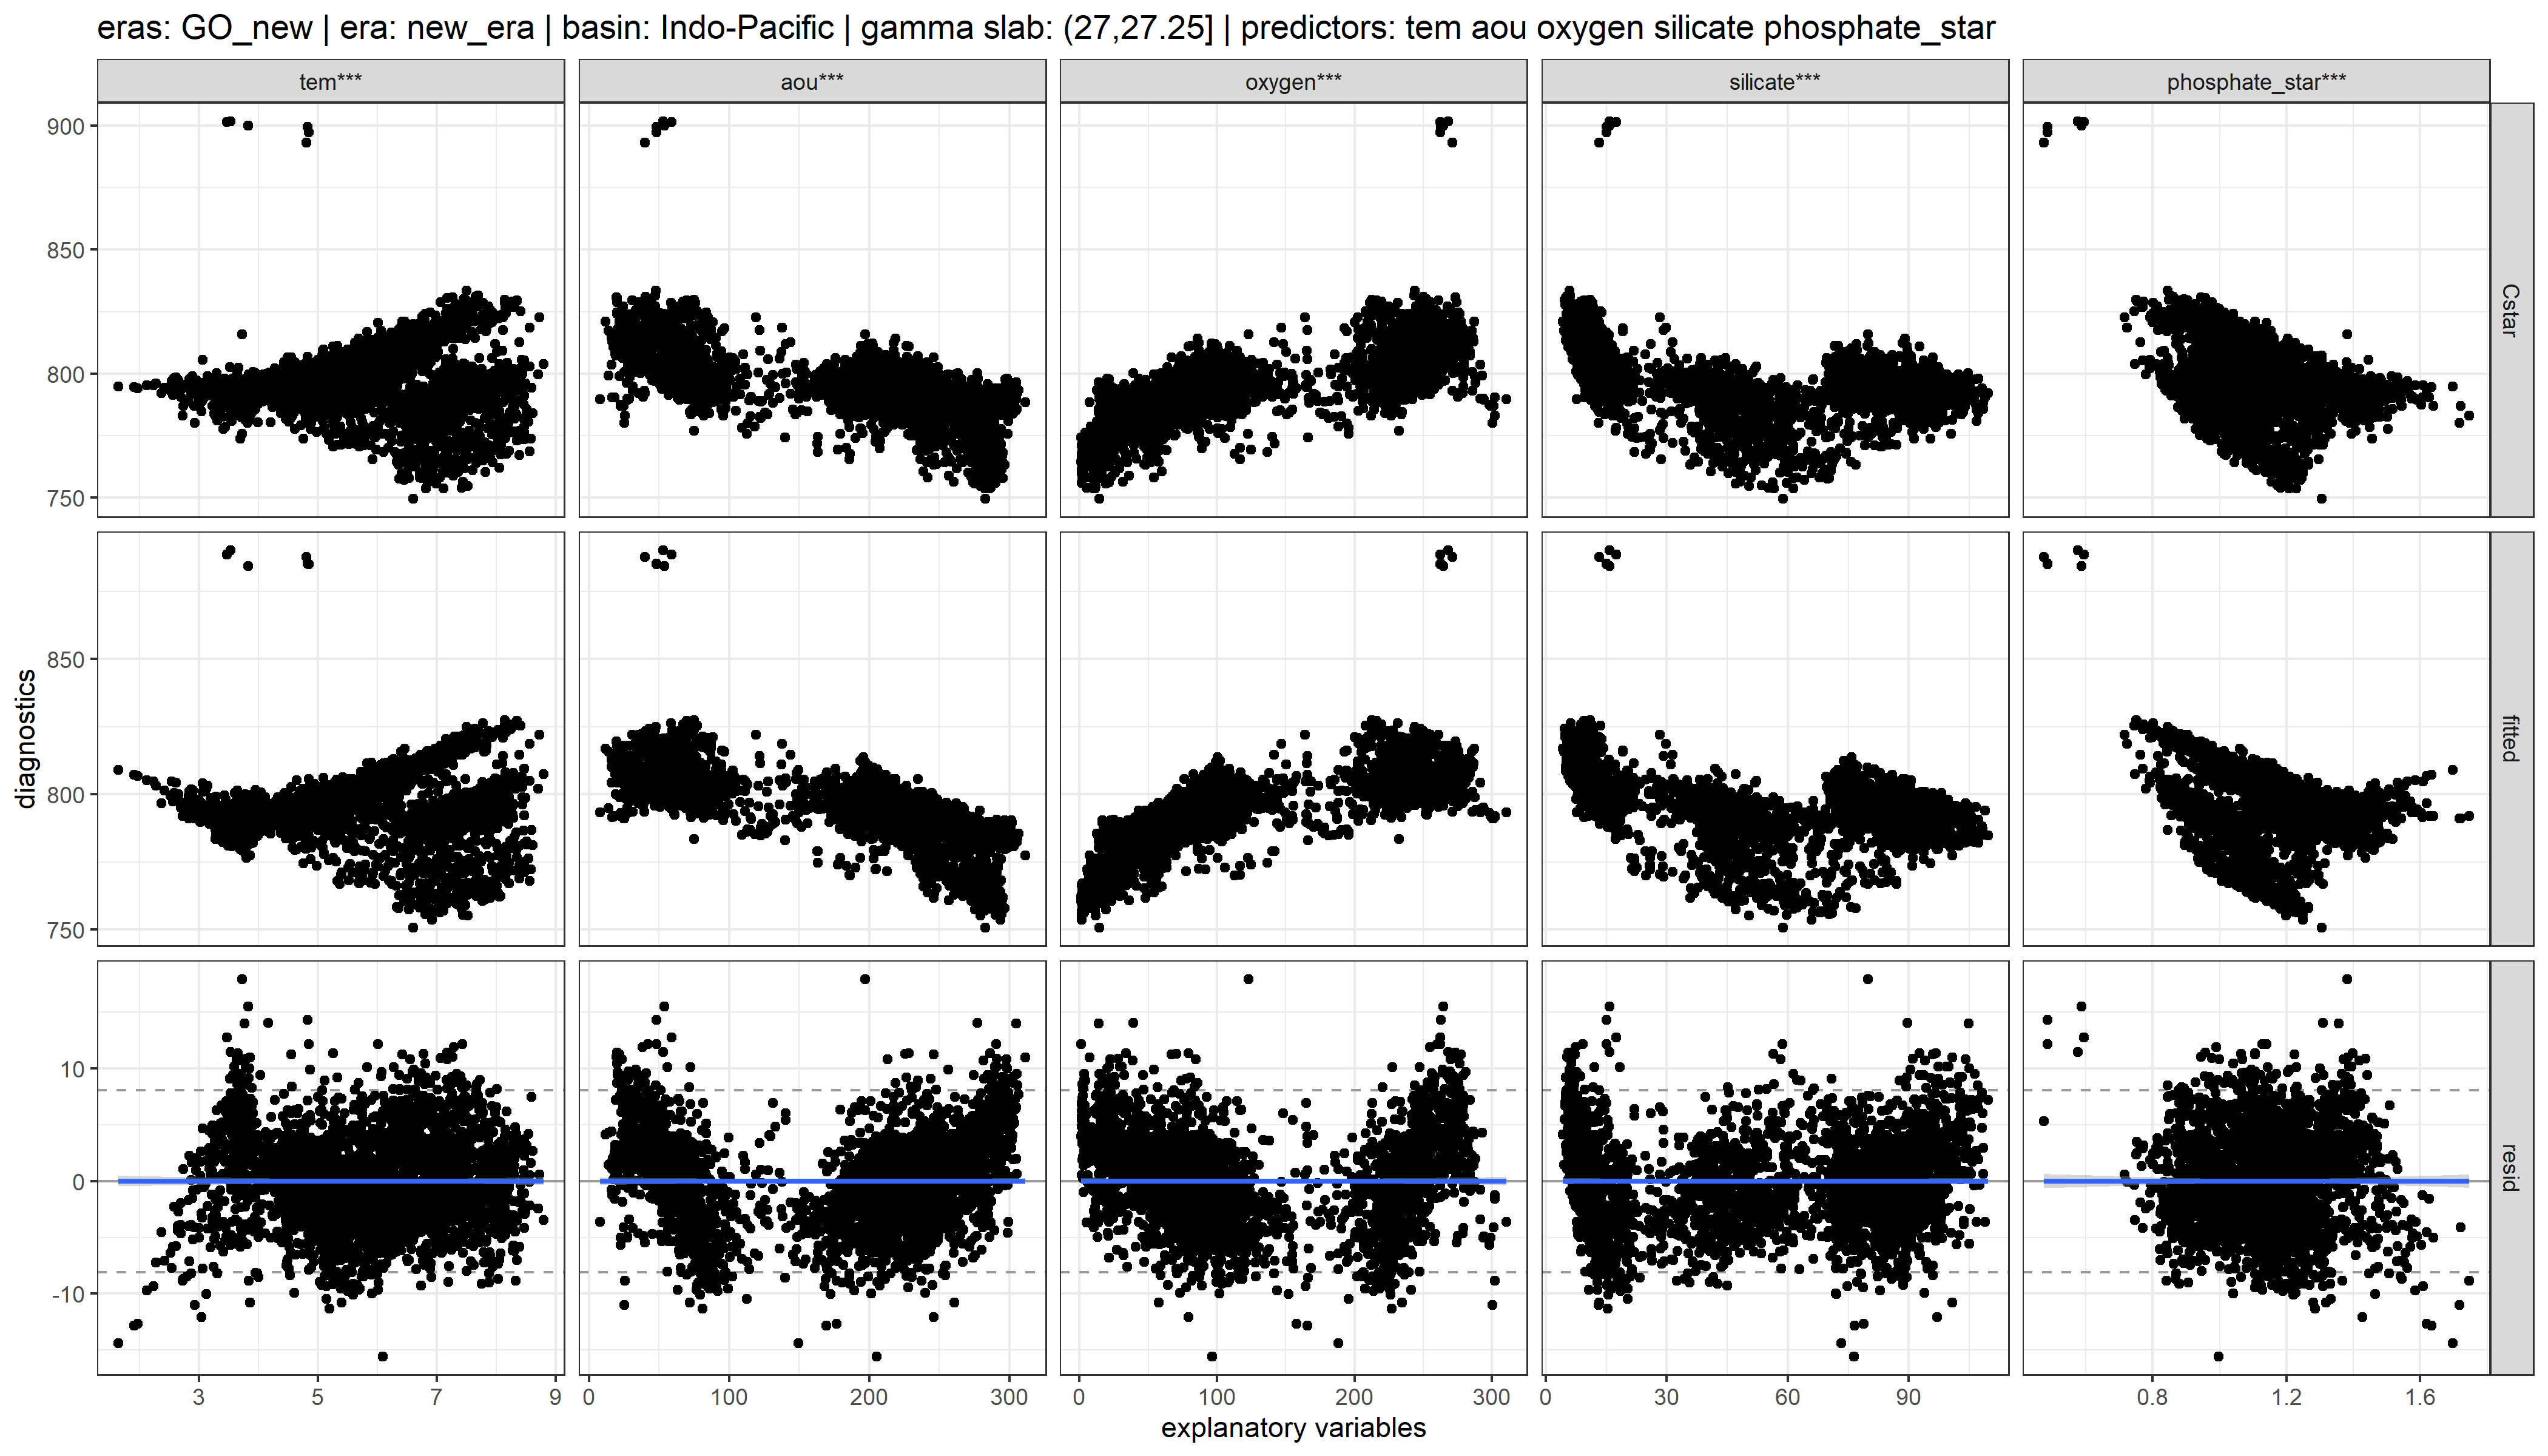 eras: GO_new | era: new_era | basin: Indo-Pacific | gamma slab: (27,27.25] | predictors: tem aou oxygen silicate phosphate_star
tem*** aou*** oxygen*** silicate*** phosphate_star***
900
850
800
750
Cstar
850
800
750
fitted
10
0
-10
resid
diagnostics
3 5 7 9 0 100 200 300 0 100 200 300 0 30 60 90 0.8 1.2 1.6
explanatory variables